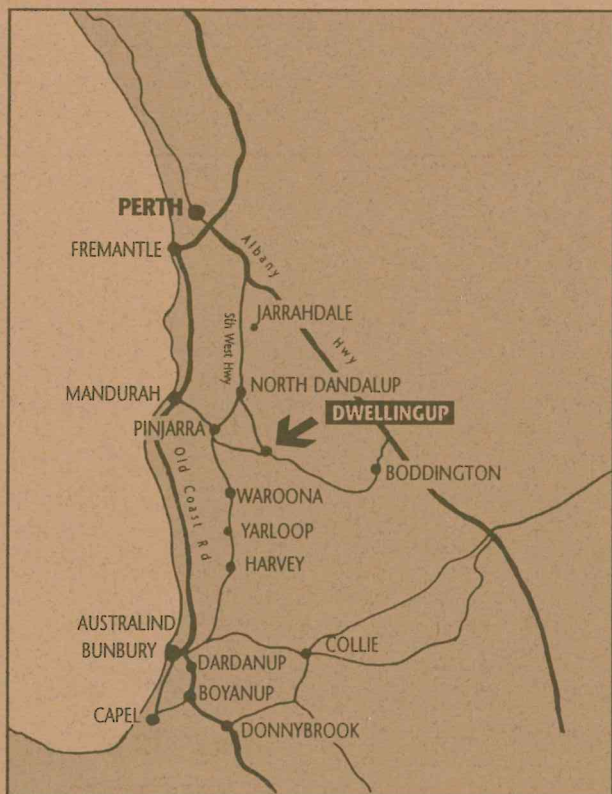 PERTH
FREMANTLE
Albany
Hwy
JARRAHDALE
Sth West Hwy
MANDURAH
NORTH DANDALUP
DWELLINGUP
PINJARRA
BODDINGTON
Old Coast Rd
WAROONA
YARLOOP
HARVEY
AUSTRALIND
BUNBURY
COLLIE
DARDANUP
BOYANUP
CAPEL
DONNYBROOK